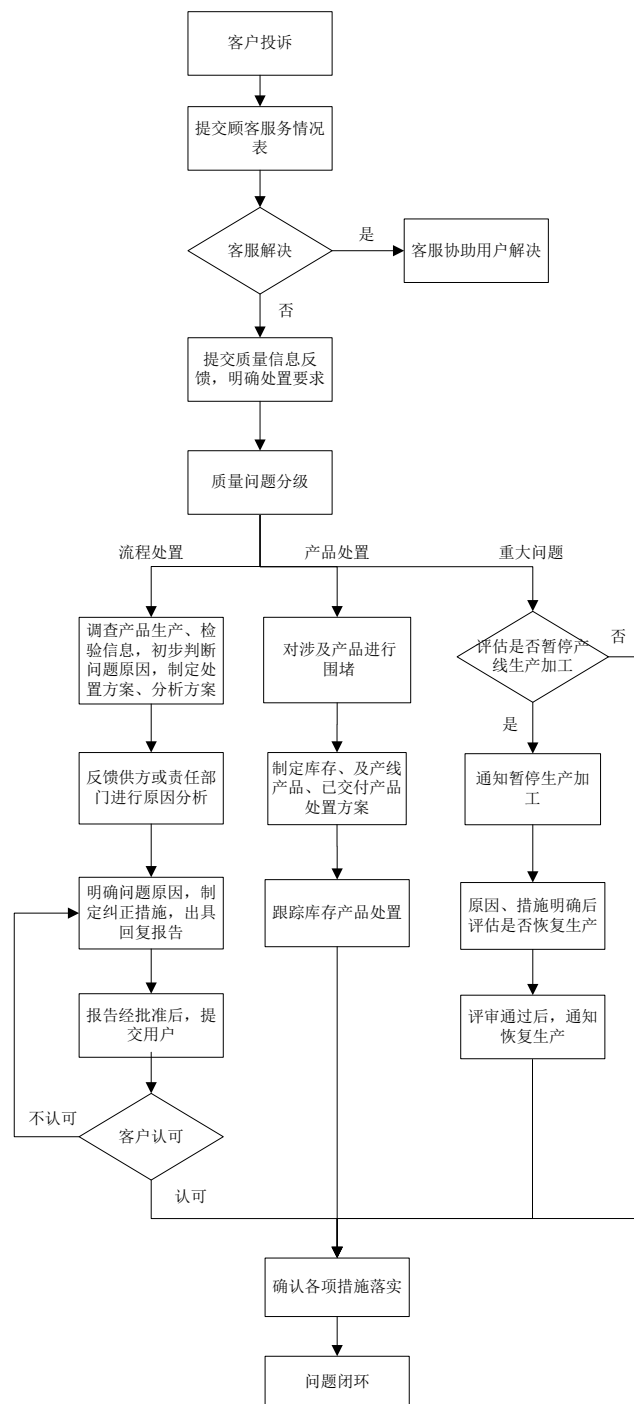 客户投诉
提交顾客服务情况
表
客服解决
是
客服协助用户解决
否
提交质量信息反
馈，明确处置要求
质量问题分级
流程处置
产品处置
重大问题
调查产品生产、检
验信息，初步判断
问题原因，制定处
置方案、分析方案
对涉及产品进行
围堵
评估是否暂停产
线生产加工
否
是
反馈供方或责任部
门进行原因分析
制定库存、及产线
产品、已交付产品
处置方案
通知暂停生产加
工
明确问题原因，制
定纠正措施，出具
回复报告
跟踪库存产品处置
原因、措施明确后
评估是否恢复生产
报告经批准后，提
交用户
评审通过后，通知
恢复生产
不认可
客户认可
认可
确认各项措施落实
问题闭环